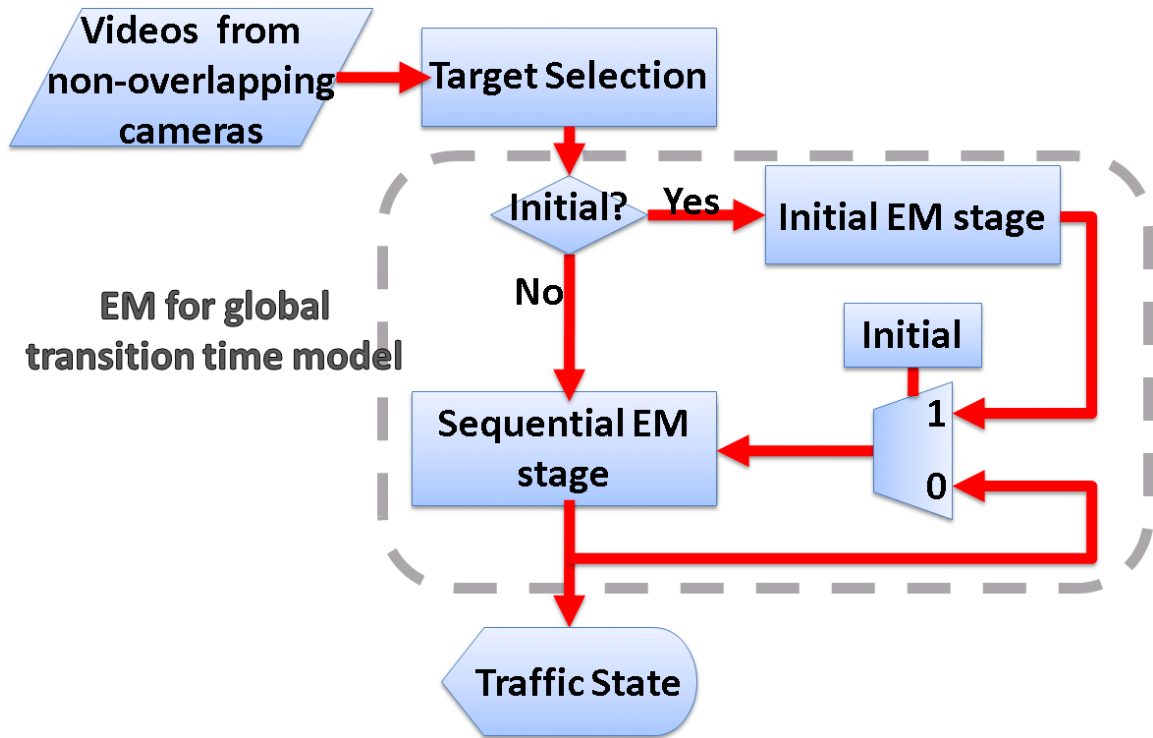 Videos from
non-overlapping
cameras
Target Selection
Initial?
Yes
Initial EM stage
No
EM for global
transition time model
Initial
1
0
Sequential EM
stage
Traffic State